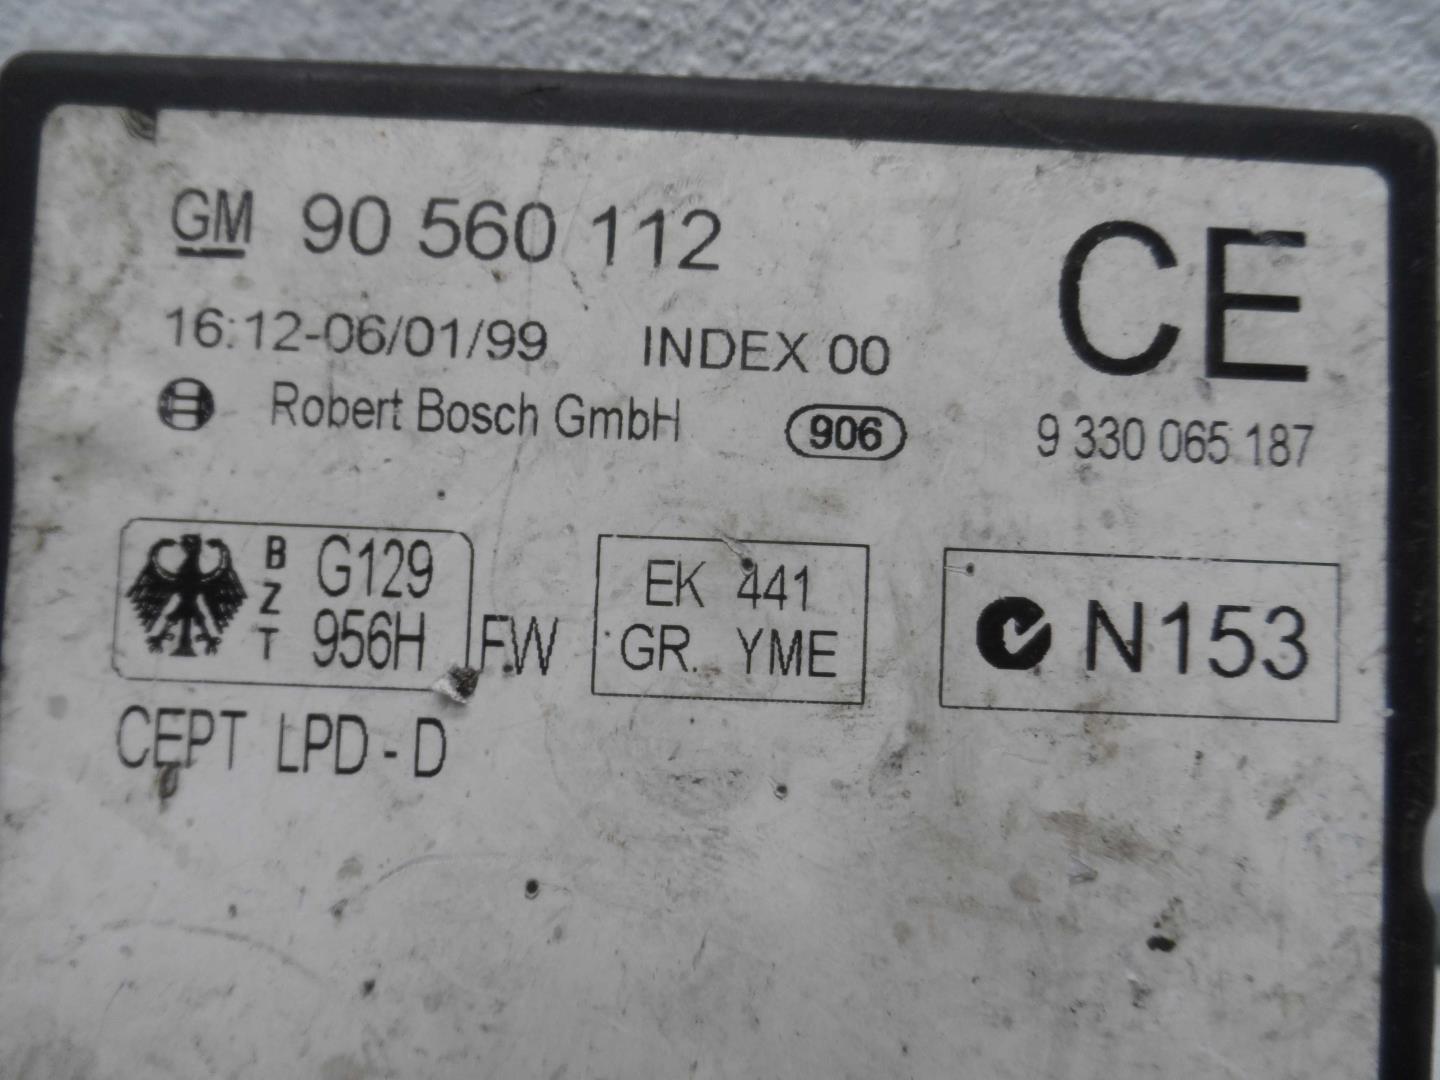 GM 90 560 112
CE
16:12-06/01/99 INDEX 00
Robert Bosch GmbH 906 9 330 065 187
BZT G129 956H FW
EK 441
GR. YME
N153
CEPT LPD - D